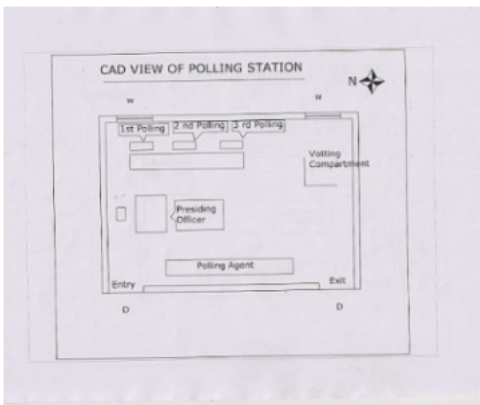 CAD VIEW OF POLLING STATION
N
W
W
1st Polling
2 nd Polling
3 rd Polling
Votting
Compartment
Presiding
Officer
Polling Agent
Entry
Exit
D
D